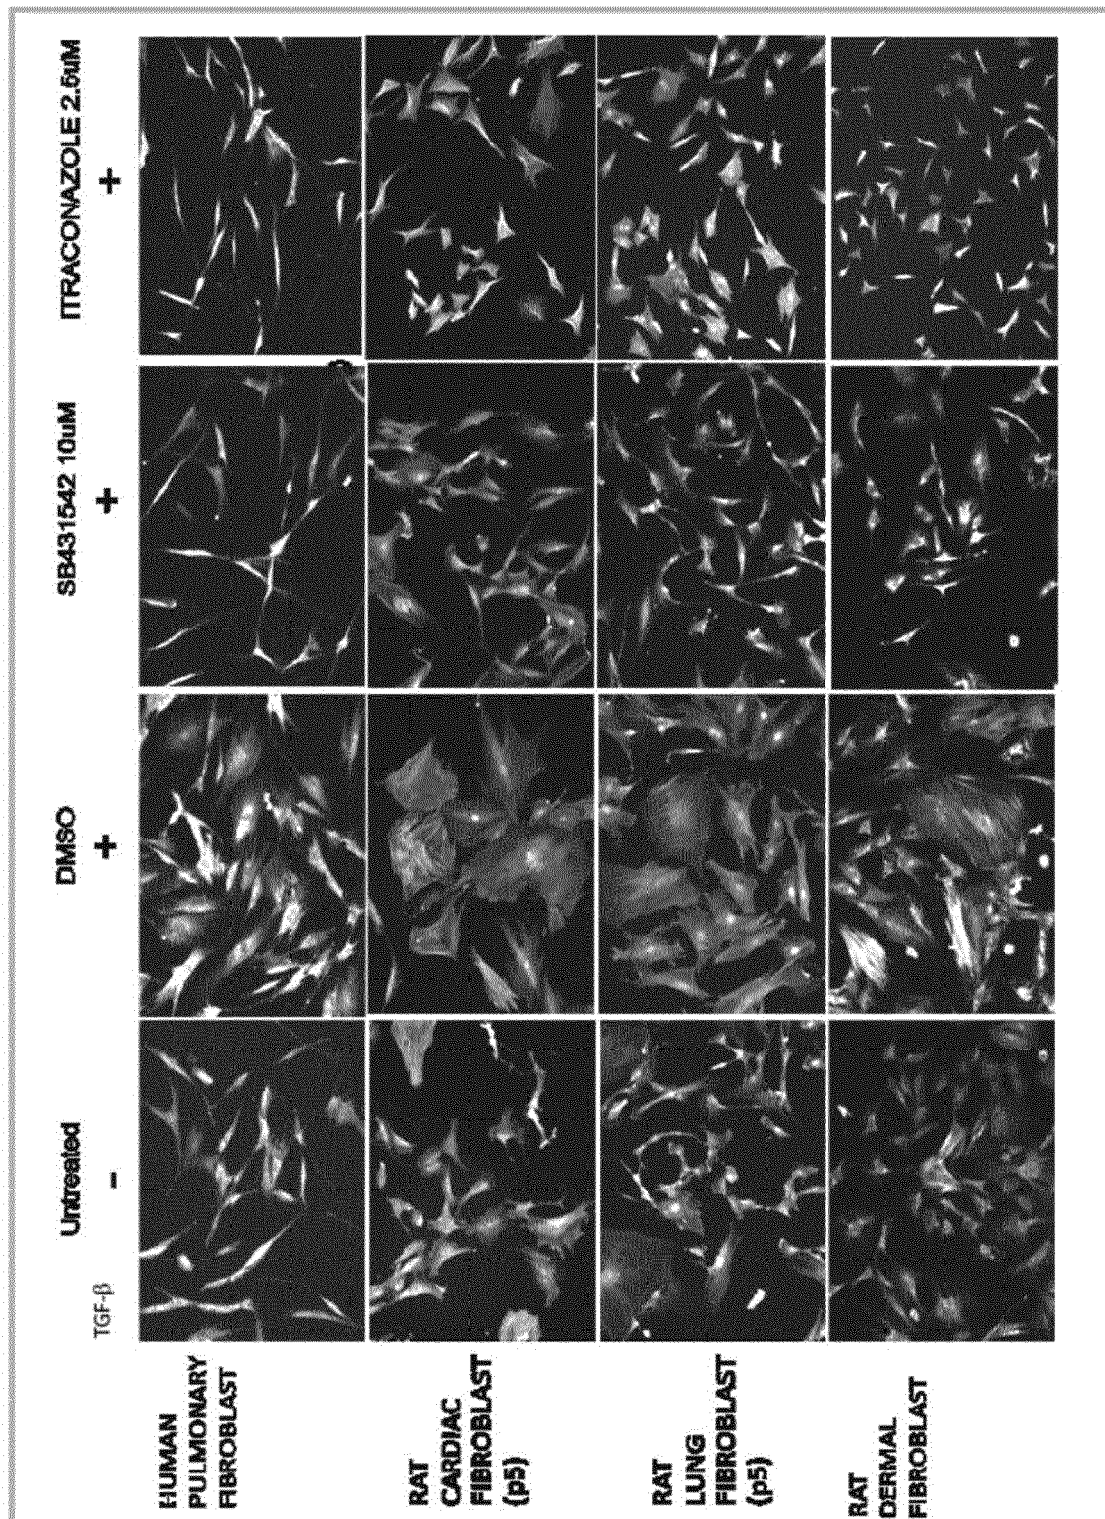 Untreated
DMSO
SB431542 10uM
ITRACONAZOLE 2.5uM
TGF-β
-
+
+
+
HUMAN
PULMONARY
FIBROBLAST
RAT
CARDIAC
FIBROBLAST
(p5)
RAT
LUNG
FIBROBLAST
(p5)
RAT
DERMAL
FIBROBLAST